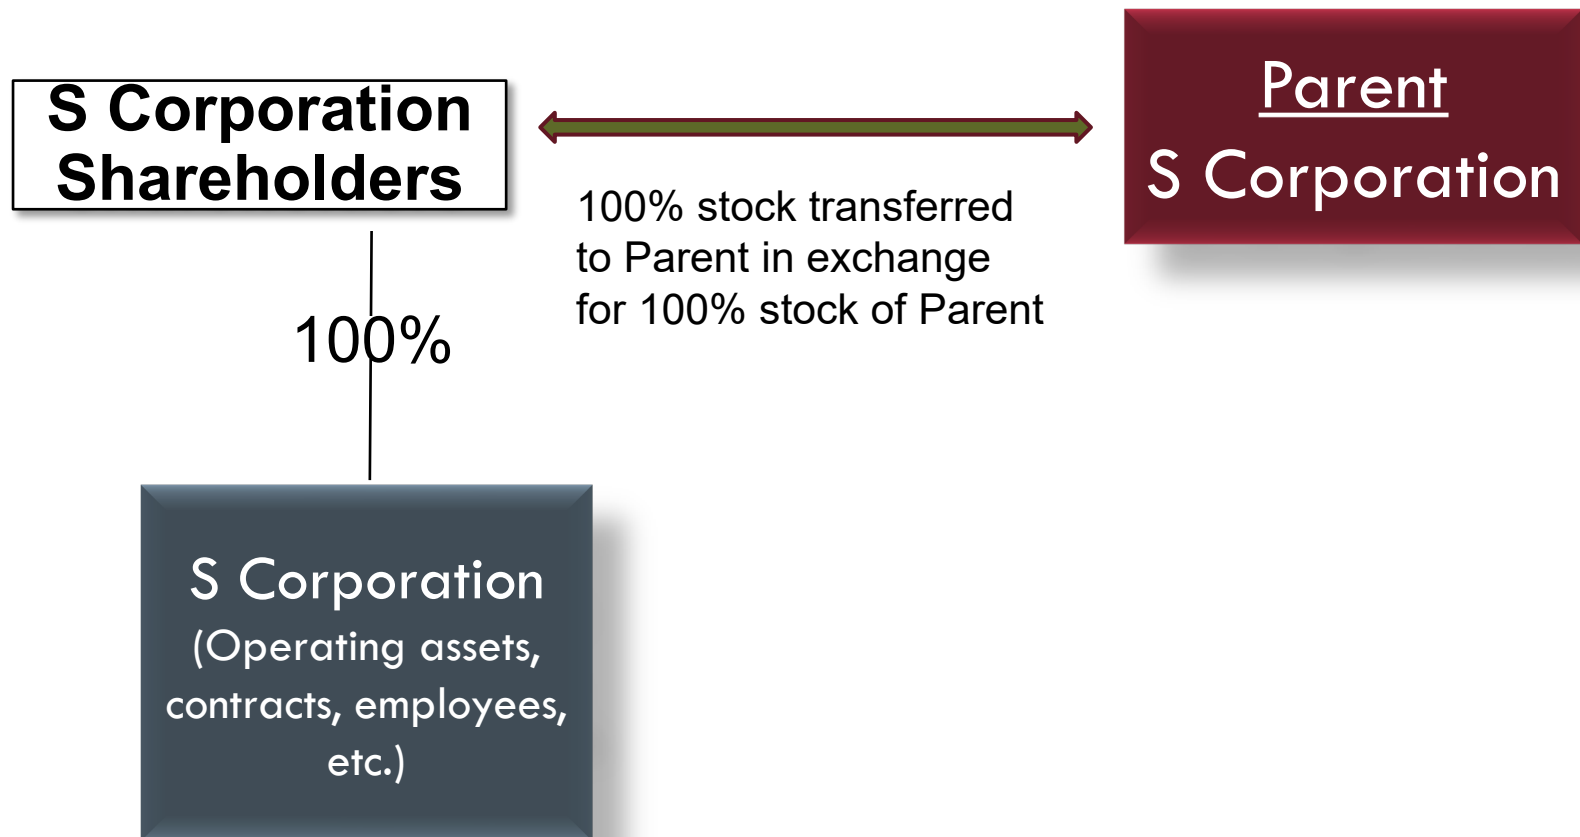 S Corporation
Shareholders
Parent
S Corporation
100% stock transferred
to Parent in exchange
for 100% stock of Parent
100%
S Corporation
(Operating assets,
contracts, employees,
etc.)